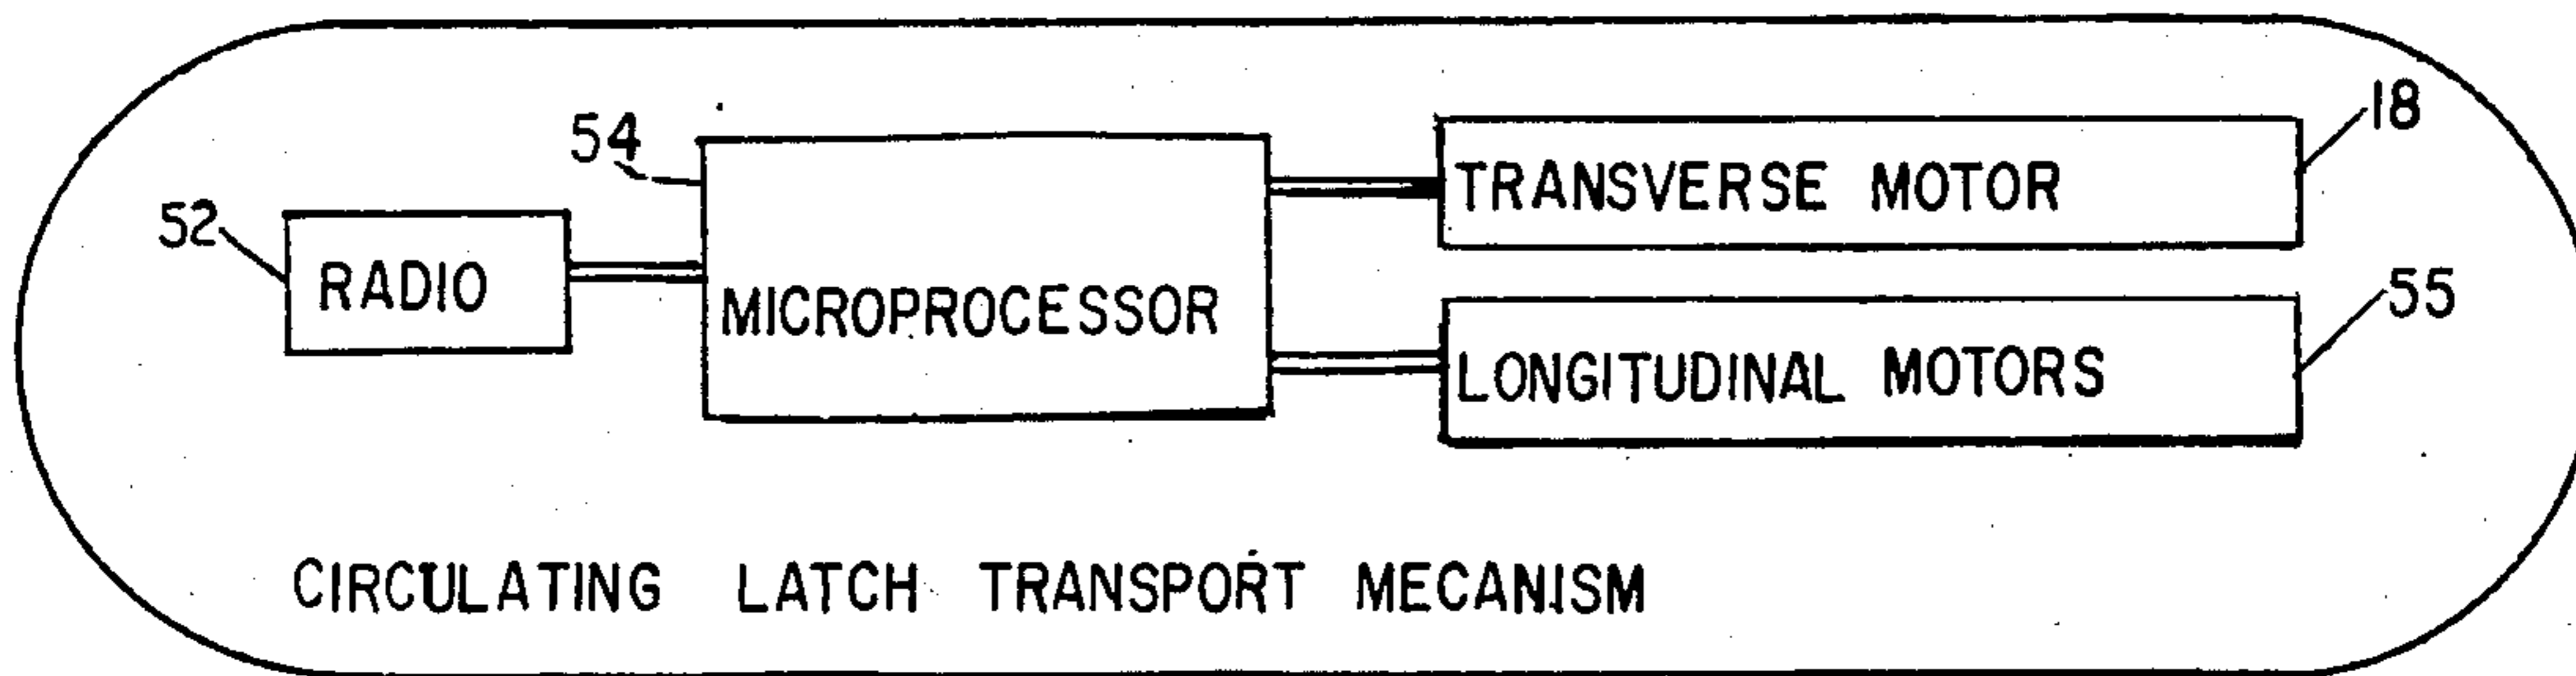 18
54
TRANSVERSE MOTOR
52
RADIO
MICROPROCESSOR
55
LONGITUDINAL MOTORS
CIRCULATING LATCH TRANSPORT MECANISM